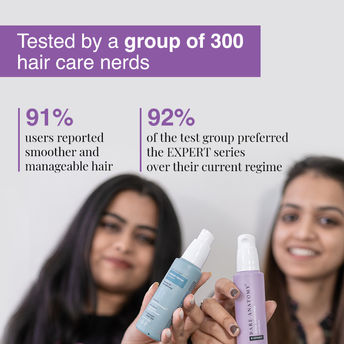 Tested by a group of 300
hair care nerds
91%
users reported
smoother and
manageable hair
92%
of the test group preferred
the EXPERT series
over their current regime
BARE ANATOMY